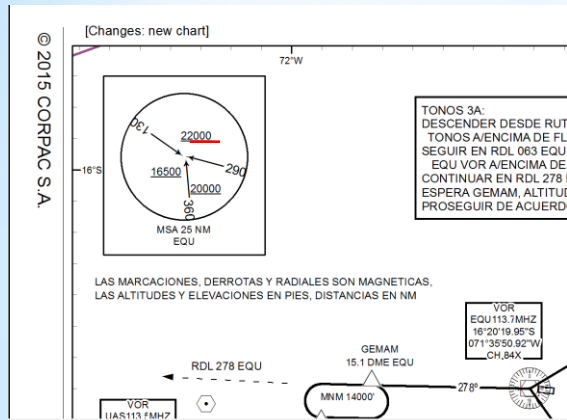 [Changes: new chart]
© 2015 CORPAC S.A.
72°W
130
22000
290
16500
20000
360
MSA 25 NM
EQU
16°S
TONOS 3A:
DESCENDER DESDE RUT
TONOS A/ENCIMA DE FL
SEGUIR EN RDL 063 EQU
EQU VOR A/ENCIMA DE
CONTINUAR EN RDL 278
ESPERA GEMAM, ALTITUD
PROSEGUIR DE ACUERDO
LAS MARCACIONES, DERROTAS Y RADIALES SON MAGNETICAS,
LAS ALTITUDES Y ELEVACIONES EN PIES, DISTANCIAS EN NM
VOR
EQU113.7MHZ
16°20'19.95"S
071°35'50.92"W
CH,84X
GEMAM
15.1 DME EQU
RDL 278 EQU
278°
MNM 14000'
VOR
UAS113.5MHZ